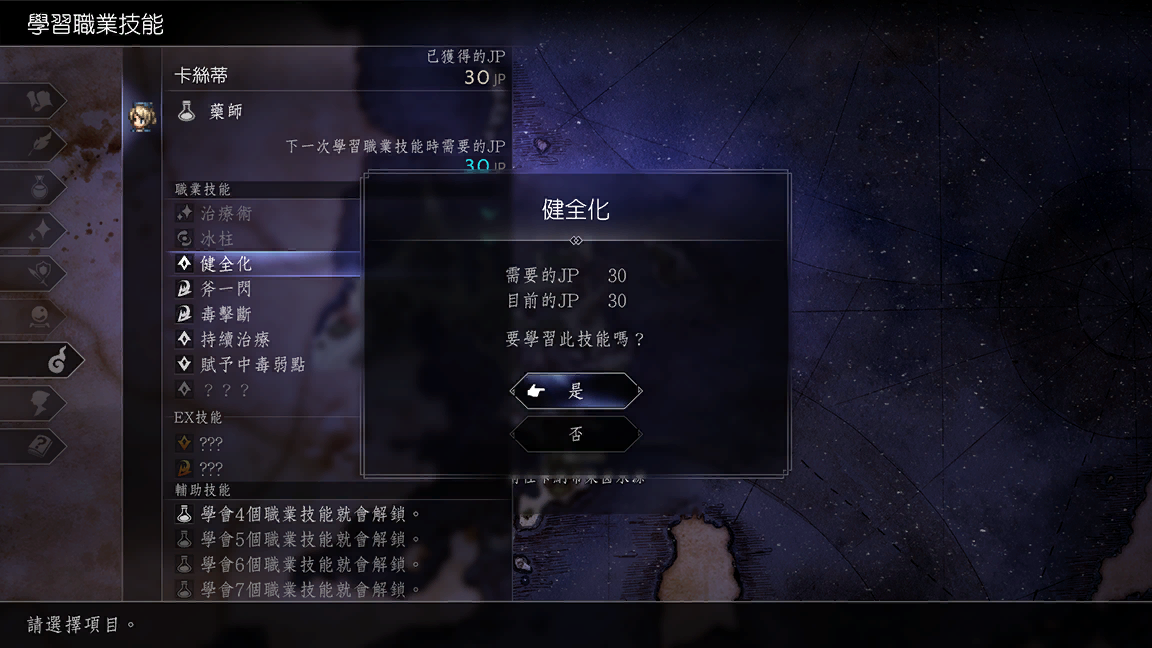 學習職業技能
已獲得的JP
卡絲蒂
30 JP
藥師
下一次學習職業技能時需要的JP
30 JP
職業技能
治療術
冰柱
健全化
斧一閃
毒擊斷
持續治療
賦予中毒弱點
???
EX技能
???
???
輔助技能
學會4個職業技能就會解鎖。
學會5個職業技能就會解鎖。
學會6個職業技能就會解鎖。
學會7個職業技能就會解鎖。
健全化
需要的JP 30
目前的JP 30
要學習此技能嗎？
是
否
請選擇項目。